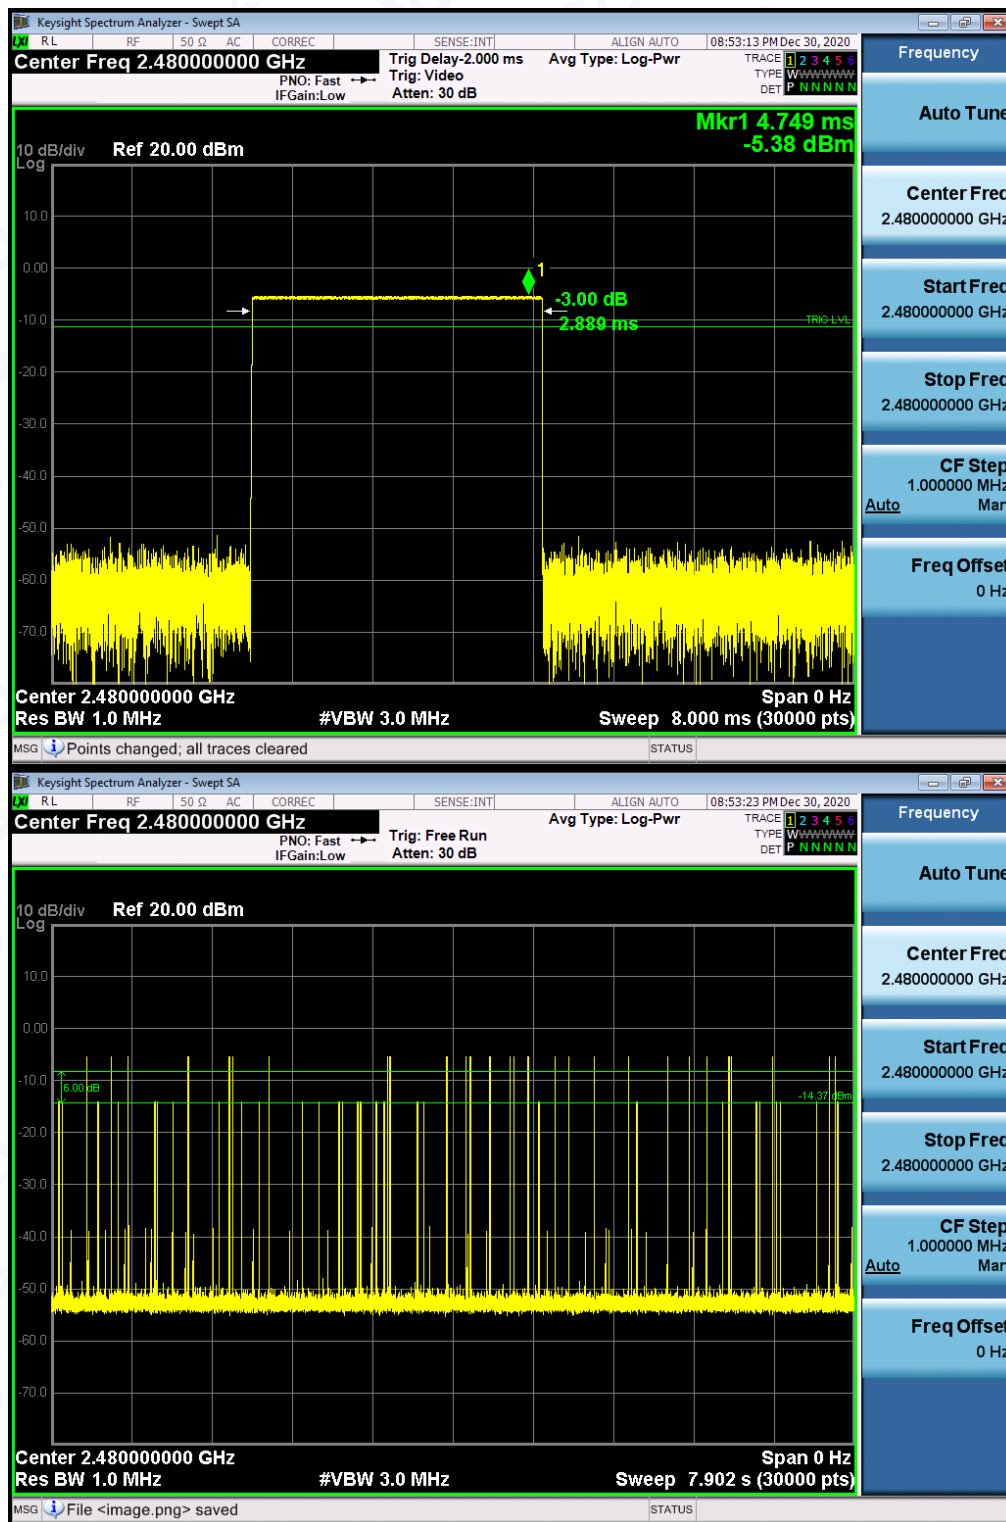 Keysight Spectrum Analyzer - Swept SA
LXI RL RF 50 Ω AC CORREC SENSE:INT ALIGN AUTO 08:53:13 PM Dec 30, 2020
Center Freq 2.480000000 GHz
PNO: Fast
IFGain:Low
Trig Delay-2.000 ms
Trig: Video
Atten: 30 dB
Avg Type: Log-Pwr
TRACE 1 2 3 4 5 6
TYPE WWWWWW
DET P N N N N N
Mkr1 4.749 ms
-5.38 dBm
10 dB/div Ref 20.00 dBm
Log
10.0
0.00
1
-3.00 dB
2.889 ms
-10.0
TRIG LVL
-20.0
-30.0
-40.0
-50.0
-60.0
-70.0
Center 2.480000000 GHz Span 0 Hz
Res BW 1.0 MHz #VBW 3.0 MHz Sweep 8.000 ms (30000 pts)
MSG Points changed; all traces cleared STATUS
Frequency
Auto Tune
Center Freq
2.480000000 GHz
Start Freq
2.480000000 GHz
Stop Freq
2.480000000 GHz
CF Step
1.000000 MHz
Auto Man
Freq Offset
0 Hz
Keysight Spectrum Analyzer - Swept SA
LXI RL RF 50 Ω AC CORREC SENSE:INT ALIGN AUTO 08:53:23 PM Dec 30, 2020
Center Freq 2.480000000 GHz
PNO: Fast
IFGain:Low
Trig: Free Run
Atten: 30 dB
Avg Type: Log-Pwr
TRACE 1 2 3 4 5 6
TYPE WWWWWW
DET P N N N N N
10 dB/div Ref 20.00 dBm
Log
10.0
0.00
-10.0
6.00 dB
-14.37 dBm
-20.0
-30.0
-40.0
-50.0
-60.0
-70.0
Center 2.480000000 GHz Span 0 Hz
Res BW 1.0 MHz #VBW 3.0 MHz Sweep 7.902 s (30000 pts)
MSG File <image.png> saved STATUS
Frequency
Auto Tune
Center Freq
2.480000000 GHz
Start Freq
2.480000000 GHz
Stop Freq
2.480000000 GHz
CF Step
1.000000 MHz
Auto Man
Freq Offset
0 Hz